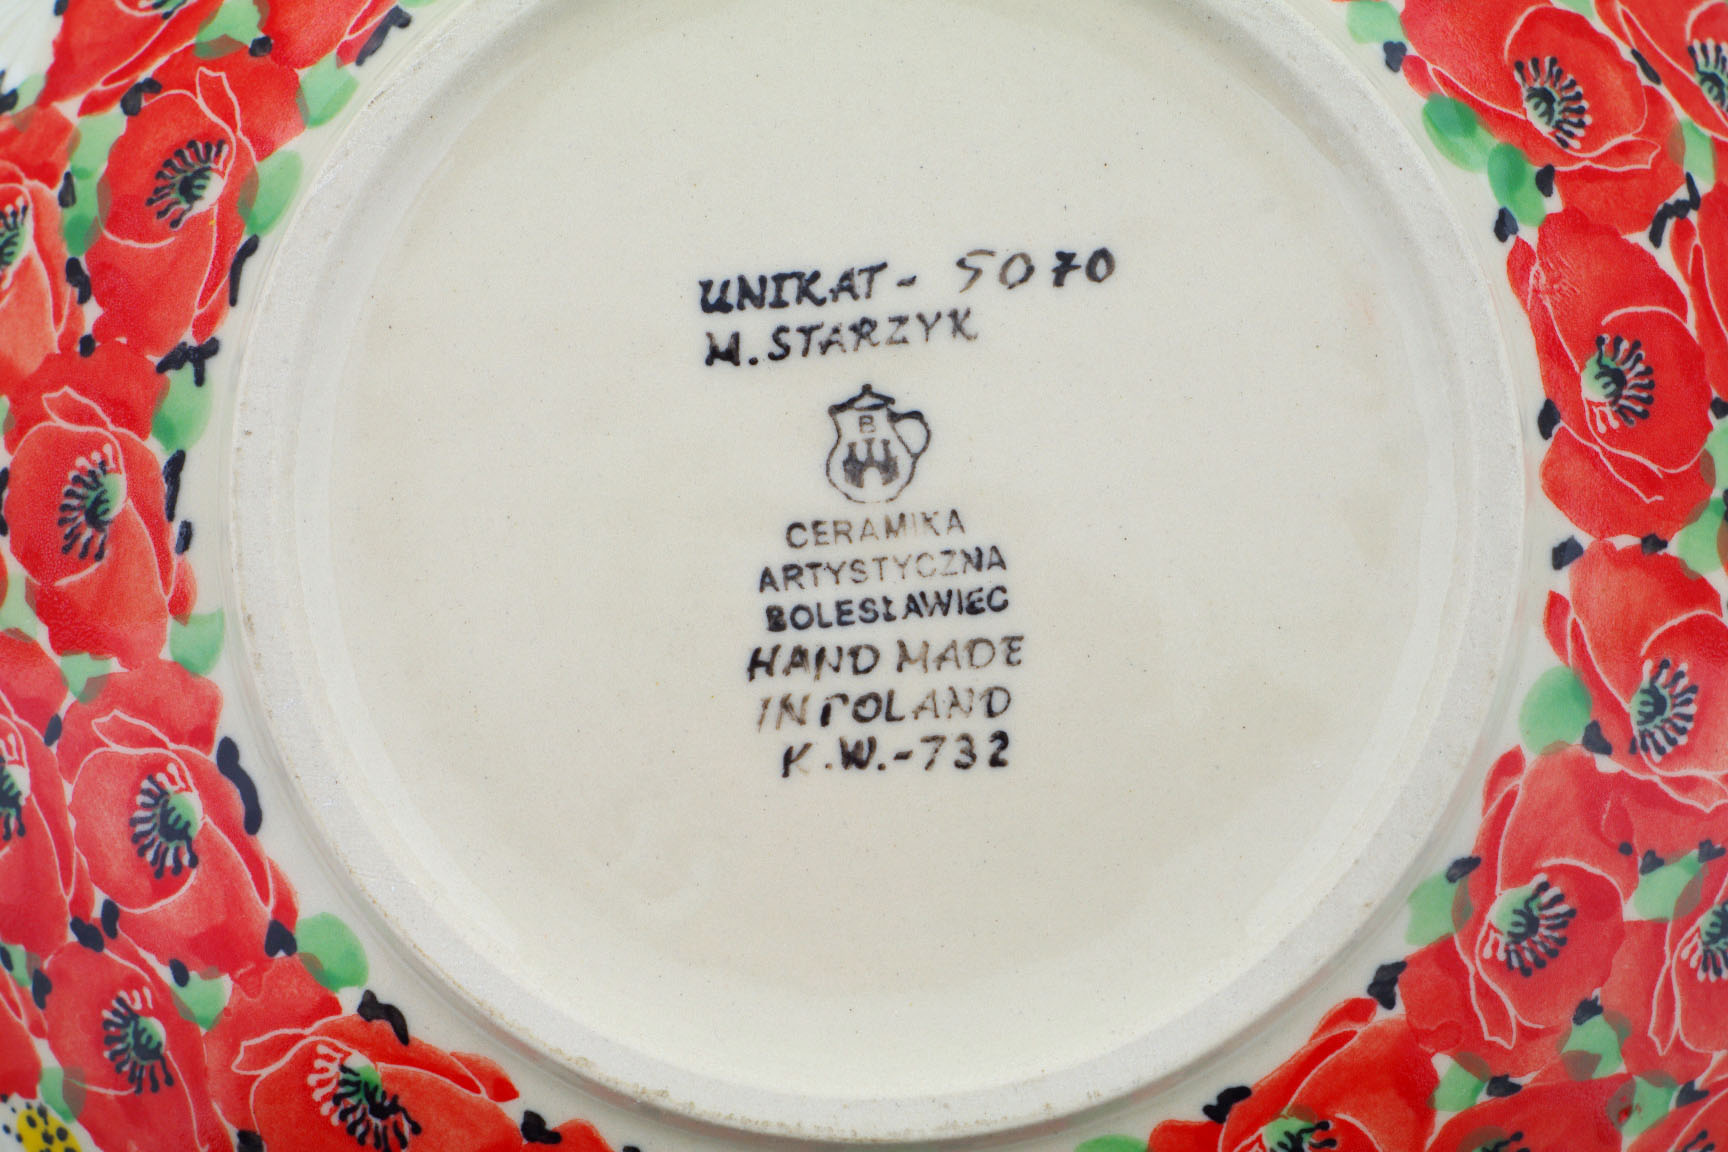 UNIKAT - 5070
M. STARZYK
B
CERAMIKA
ARTYSTYCZNA
BOLESŁAWIEC
HAND MADE
IN POLAND
K.W.-732